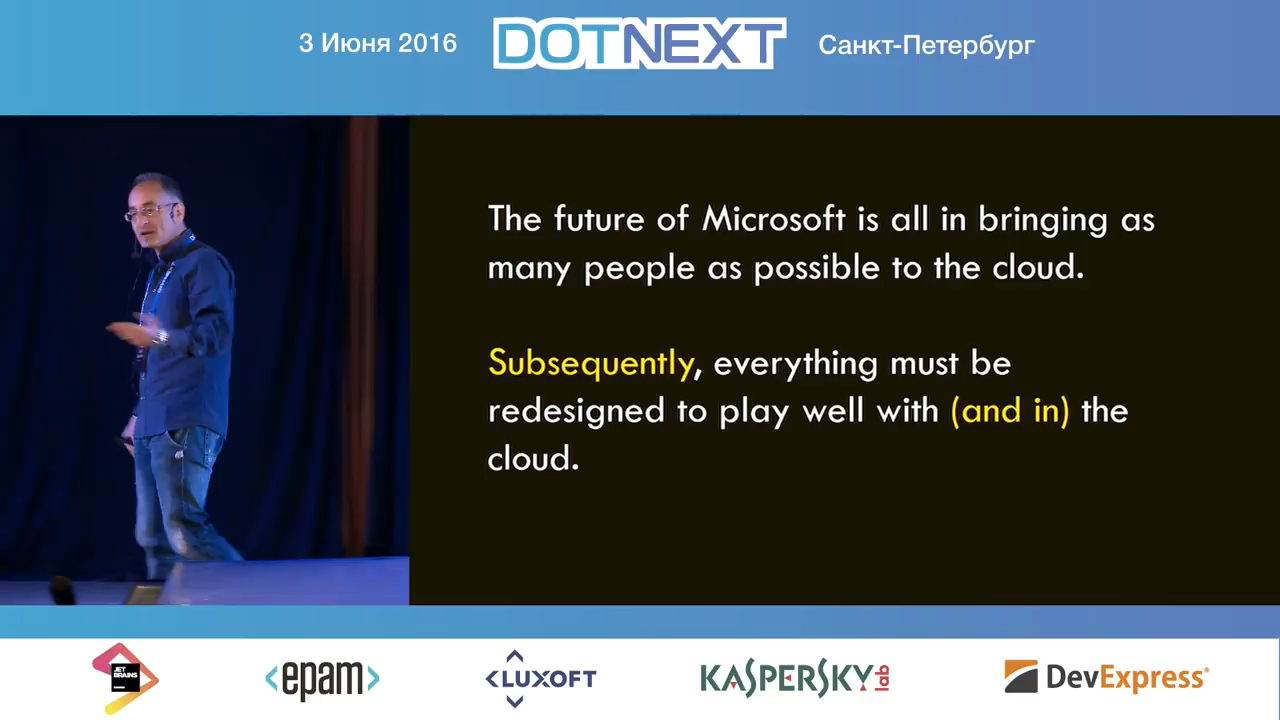 3 Июня 2016
DOTNEXT
Санкт-Петербург
The future of Microsoft is all in bringing as
many people as possible to the cloud.
Subsequently, everything must be
redesigned to play well with (and in) the
cloud.
JET
BRAINS
<epam>
LUXOFT
KASPERSKY lab
DevExpress